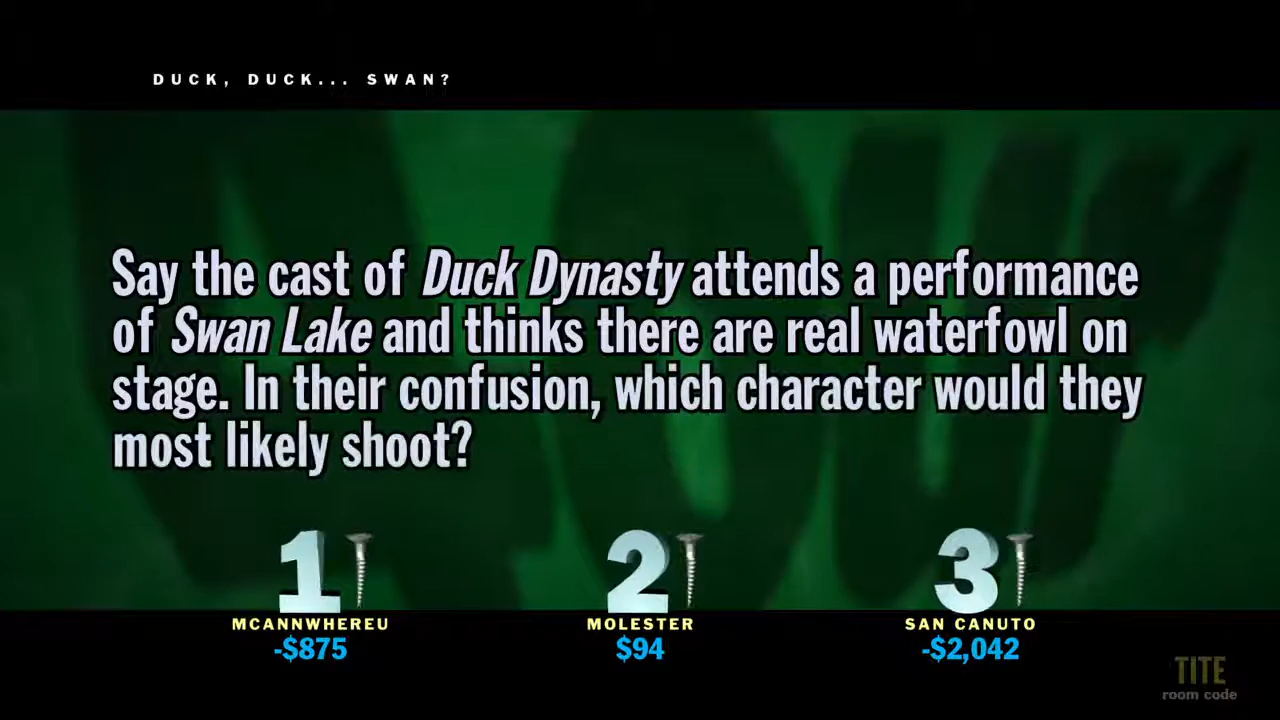 DUCK, DUCK... SWAN?
Say the cast of Duck Dynasty attends a performance
of Swan Lake and thinks there are real waterfowl on
stage. In their confusion, which character would they
most likely shoot?
1 2 3
MCANNWHEREU MOLESTER SAN CANUTO
-$875 $94 -$2,042
TITE
room code